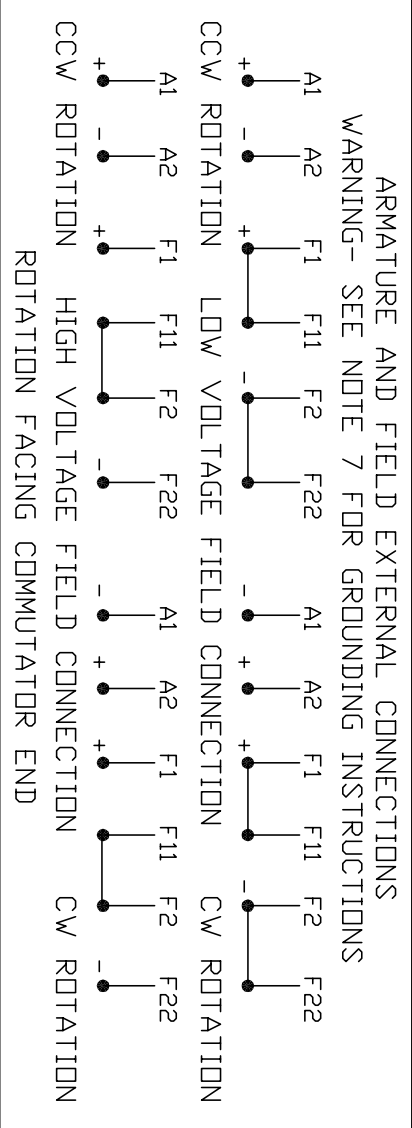 ARMATURE AND FIELD EXTERNAL CONNECTIONS
WARNING- SEE NOTE 7 FOR GROUNDING INSTRUCTIONS
A1 A2 F1 F11 F2 F22 A1 A2 F1 F11 F2 F22
+ - + - - + + -
CCW ROTATION LOW VOLTAGE FIELD CONNECTION CW ROTATION
A1 A2 F1 F11 F2 F22 A1 A2 F1 F11 F2 F22
+ - + - - + + -
CCW ROTATION HIGH VOLTAGE FIELD CONNECTION CW ROTATION
ROTATION FACING COMMUTATOR END